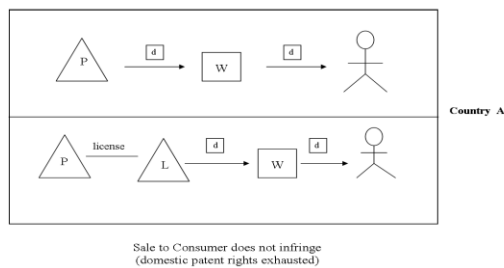 P d W d
Country A
P license L d W d
Sale to Consumer does not infringe
(domestic patent rights exhausted)